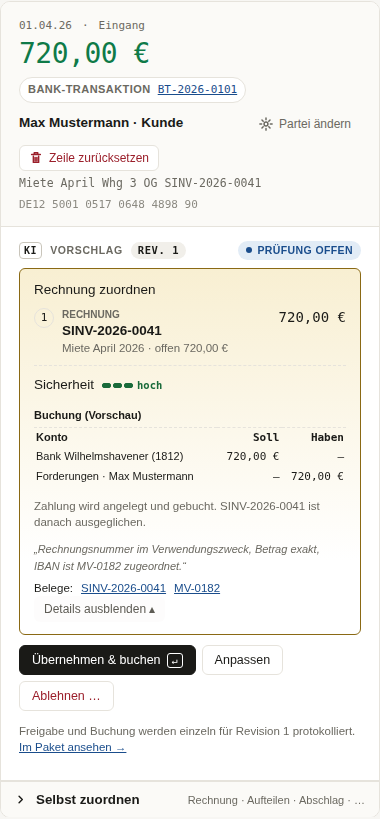 01.04.26 · Eingang
720,00 €
BANK-TRANSAKTION BT-2026-0101
Max Mustermann · Kunde
Partei ändern
Zeile zurücksetzen
Miete April Whg 3 OG SINV-2026-0041
DE12 5001 0517 0648 4898 90
KI VORSCHLAG REV. 1
PRÜFUNG OFFEN
Rechnung zuordnen
1 RECHNUNG 720,00 €
SINV-2026-0041
Miete April 2026 · offen 720,00 €
Sicherheit hoch
Buchung (Vorschau)
Konto Soll Haben
Bank Wilhelmshavener (1812) 720,00 € –
Forderungen · Max Mustermann – 720,00 €
Zahlung wird angelegt und gebucht. SINV-2026-0041 ist
danach ausgeglichen.
„Rechnungsnummer im Verwendungszweck, Betrag exakt,
IBAN ist MV-0182 zugeordnet.“
Belege: SINV-2026-0041 MV-0182
Details ausblenden ▴
Übernehmen & buchen ↵
Anpassen
Ablehnen …
Freigabe und Buchung werden einzeln für Revision 1 protokolliert.
Im Paket ansehen →
Selbst zuordnen
Rechnung · Aufteilen · Abschlag · …